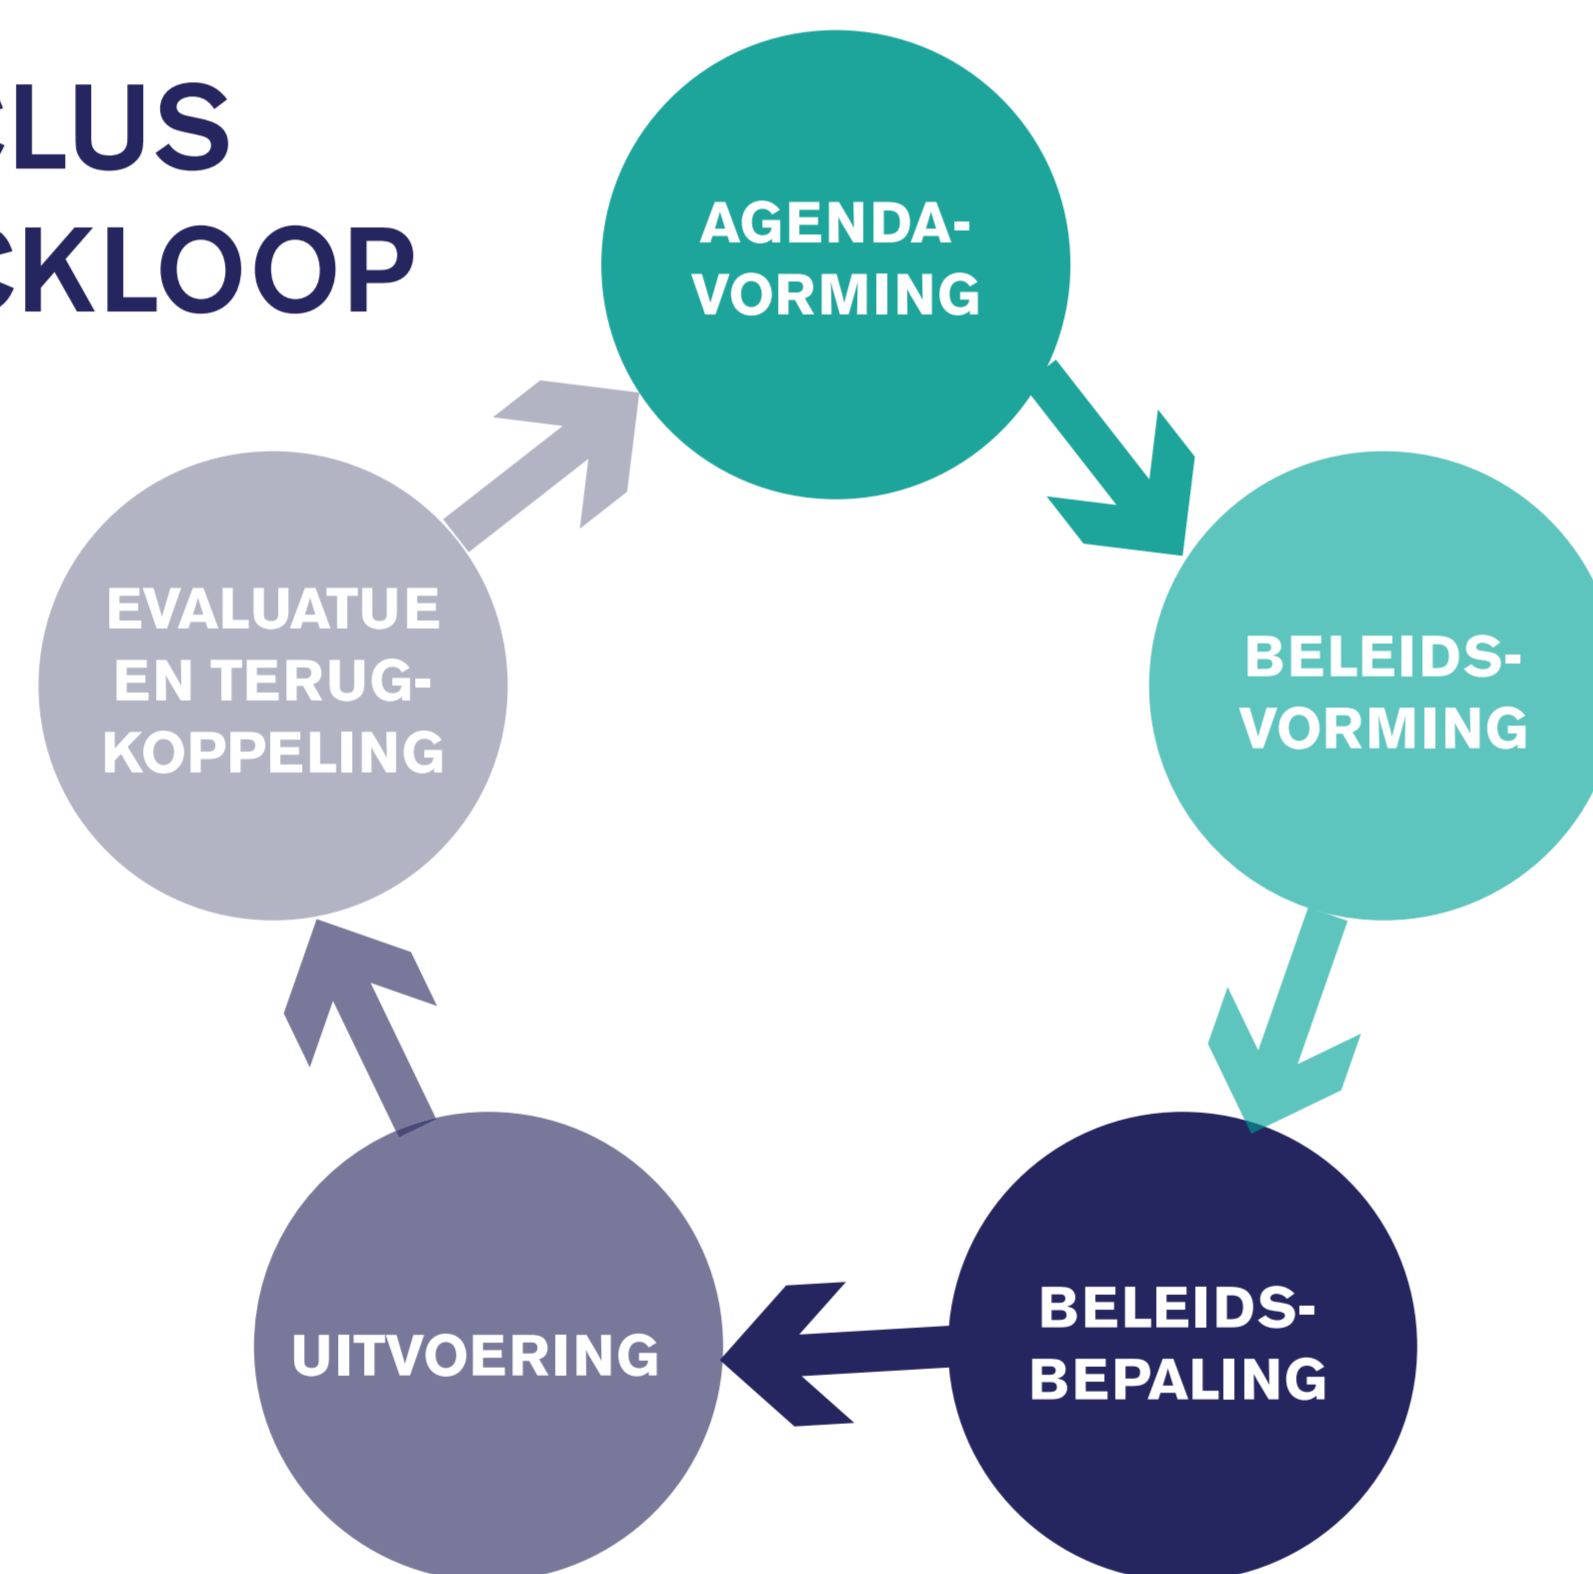 CLUS
CKLOOP
AGENDA-
VORMING
BELEIDS-
VORMING
BELEIDS-
BEPALING
UITVOERING
EVALUATUE
EN TERUG-
KOPPELING